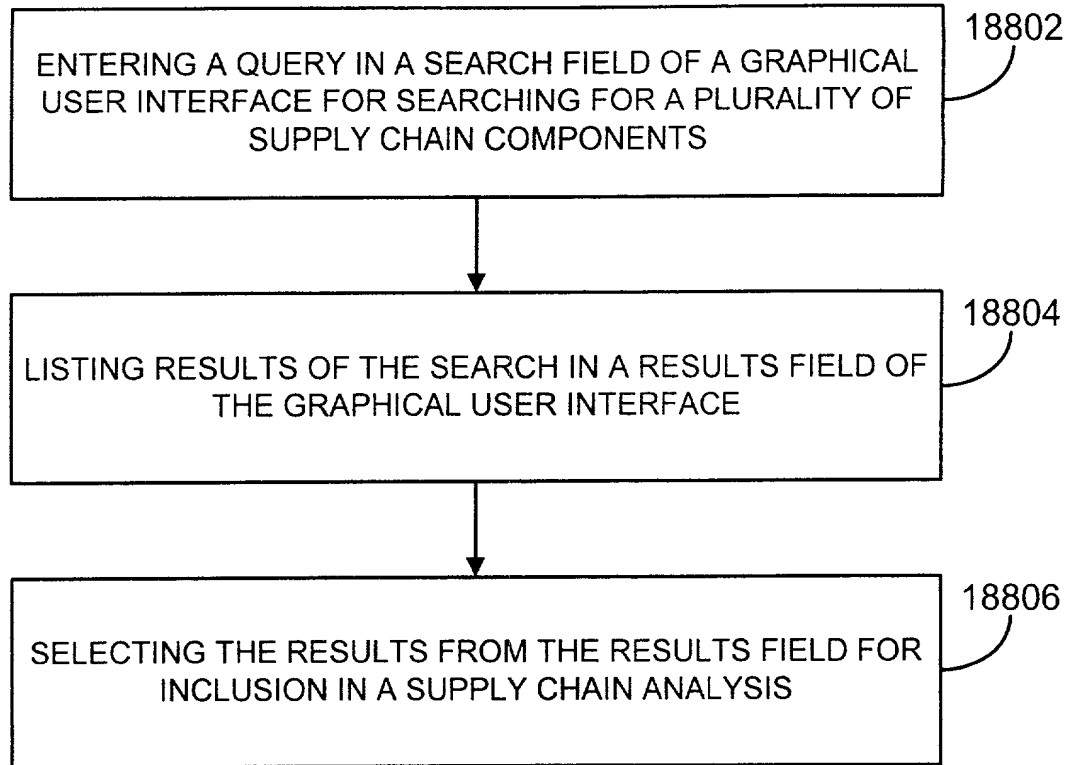 18802
ENTERING A QUERY IN A SEARCH FIELD OF A GRAPHICAL
USER INTERFACE FOR SEARCHING FOR A PLURALITY OF
SUPPLY CHAIN COMPONENTS
18804
LISTING RESULTS OF THE SEARCH IN A RESULTS FIELD OF
THE GRAPHICAL USER INTERFACE
18806
SELECTING THE RESULTS FROM THE RESULTS FIELD FOR
INCLUSION IN A SUPPLY CHAIN ANALYSIS